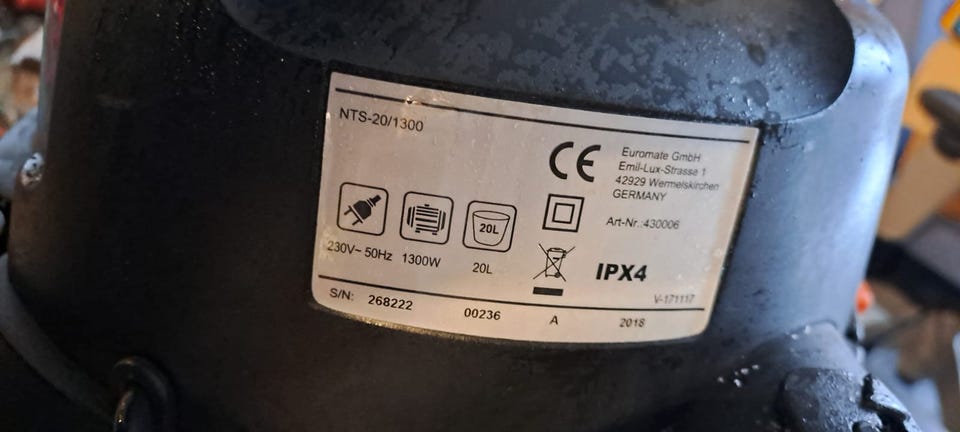 NTS-20/1300
CE
Euromate GmbH
Emil-Lux-Strasse 1
42929 Wermelskirchen
GERMANY
Art-Nr.:430006
20L
230V~ 50Hz 1300W 20L
IPX4
V-171117
S/N: 268222 00236 A 2018